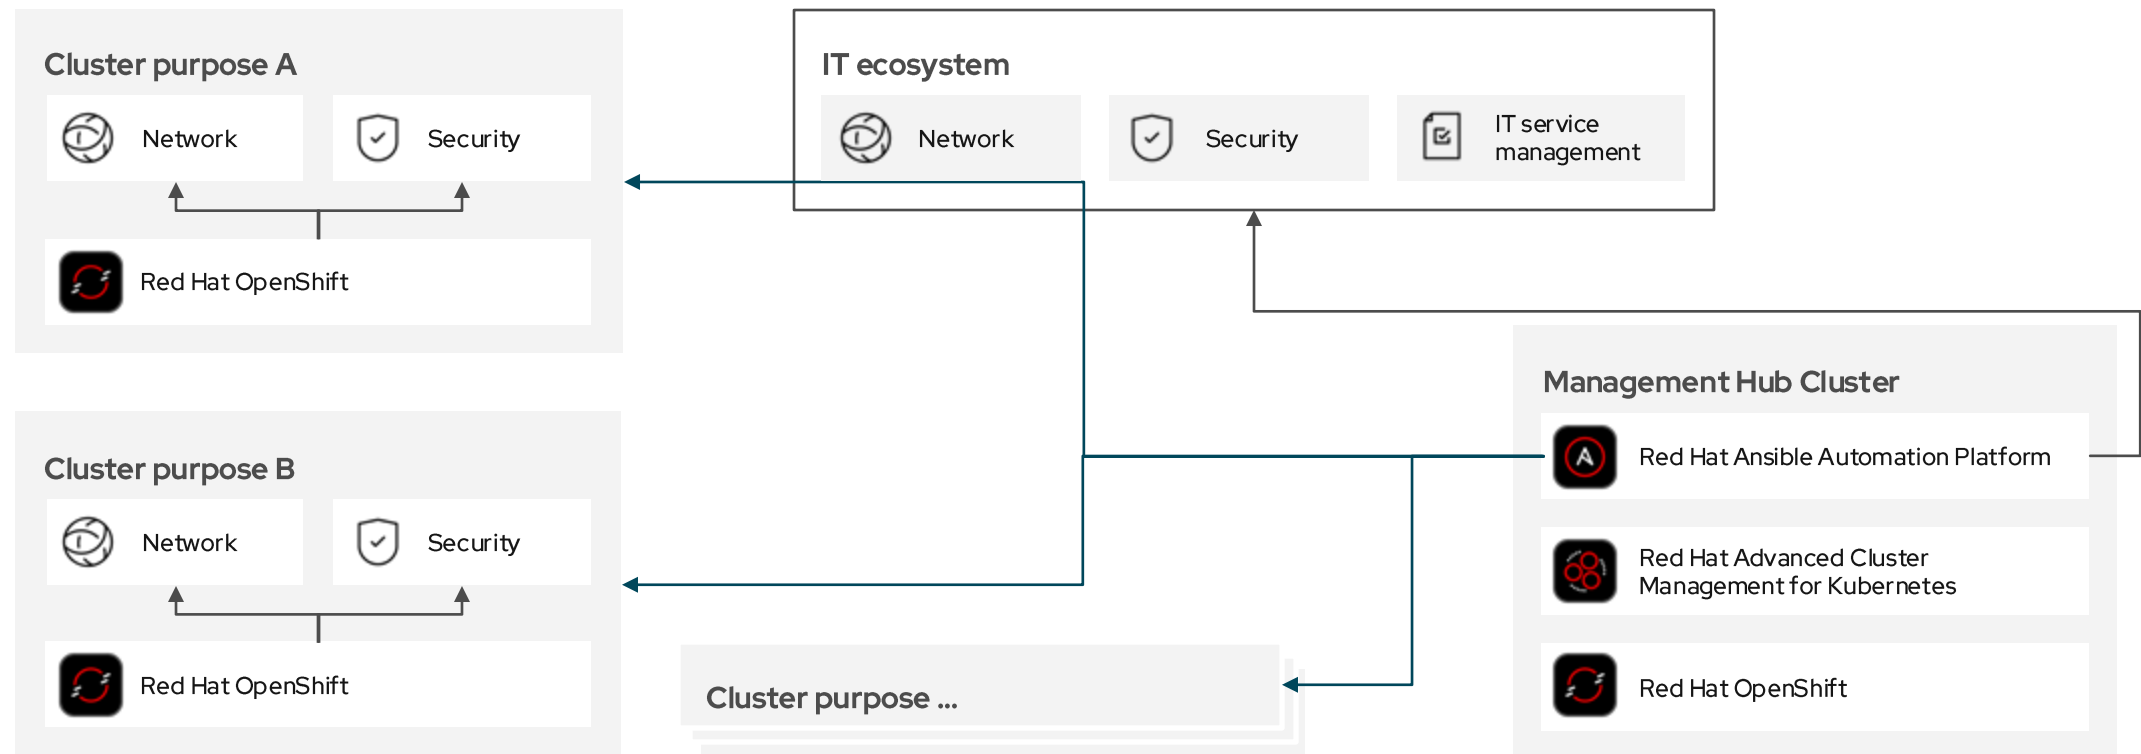 Cluster purpose A
Network
Security
Red Hat OpenShift
IT ecosystem
Network
Security
IT service
management
Cluster purpose B
Network
Security
Red Hat OpenShift
Cluster purpose ...
Management Hub Cluster
Red Hat Ansible Automation Platform
Red Hat Advanced Cluster
Management for Kubernetes
Red Hat OpenShift